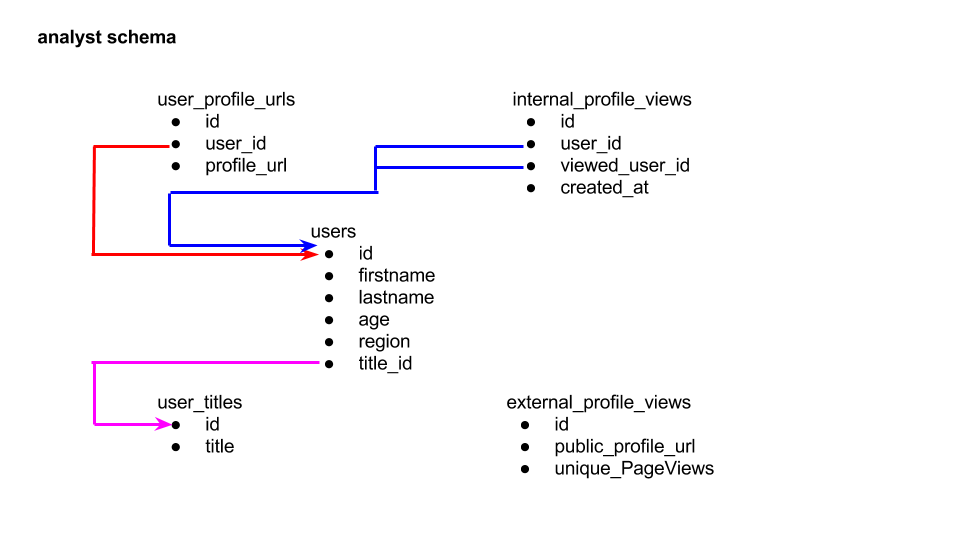 analyst schema
user_profile_urls
● id
● user_id
● profile_url
internal_profile_views
● id
● user_id
● viewed_user_id
● created_at
users
● id
● firstname
● lastname
● age
● region
● title_id
user_titles
● id
● title
external_profile_views
● id
● public_profile_url
● unique_PageViews